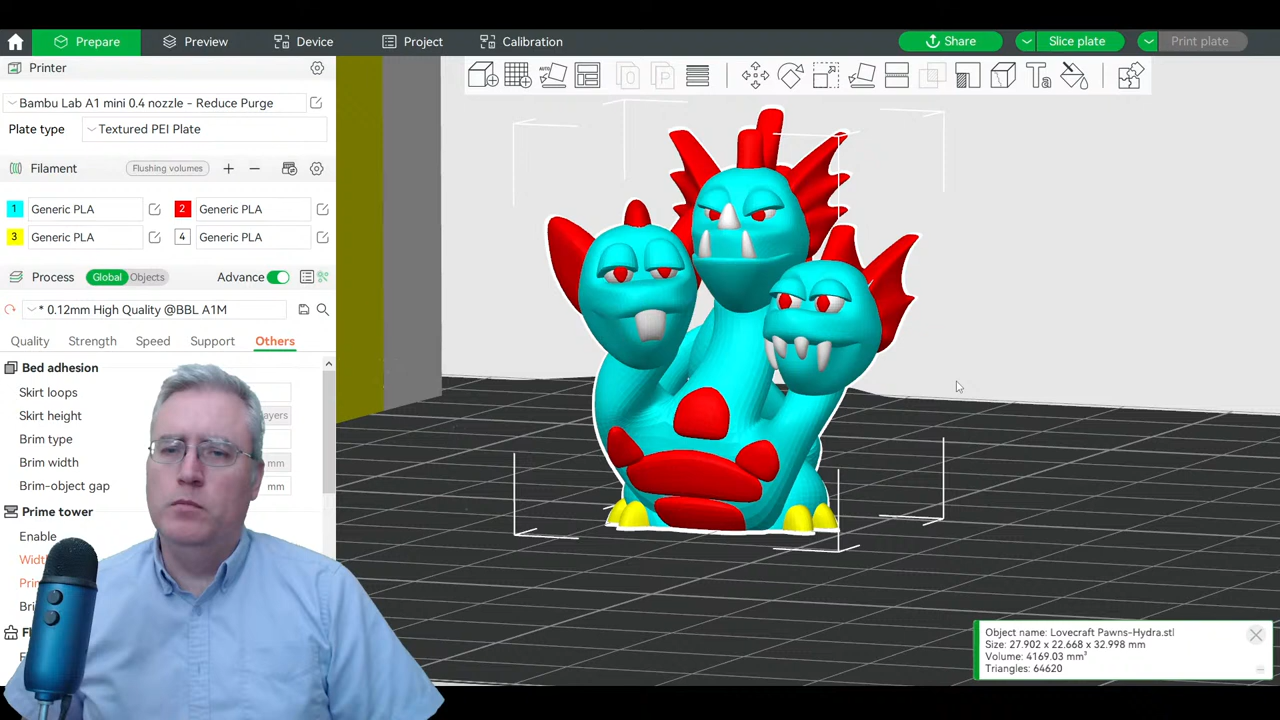 Prepare
Preview
Device
Project
Calibration
Share
Slice plate
Print plate
Printer
Bambu Lab A1 mini 0.4 nozzle - Reduce Purge
Plate type
Textured PEI Plate
Filament
Flushing volumes
1 Generic PLA
2 Generic PLA
3 Generic PLA
4 Generic PLA
Process
Global
Objects
Advance
* 0.12mm High Quality @BBL A1M
Quality
Strength
Speed
Support
Others
Bed adhesion
Skirt loops
Skirt height
Brim type
Brim width
mm
Brim-object gap
mm
Prime tower
Enable
Object name: Lovecraft Pawns-Hydra.stl
Size: 27.902 x 22.668 x 32.998 mm
Volume: 4169.03 mm³
Triangles: 64620